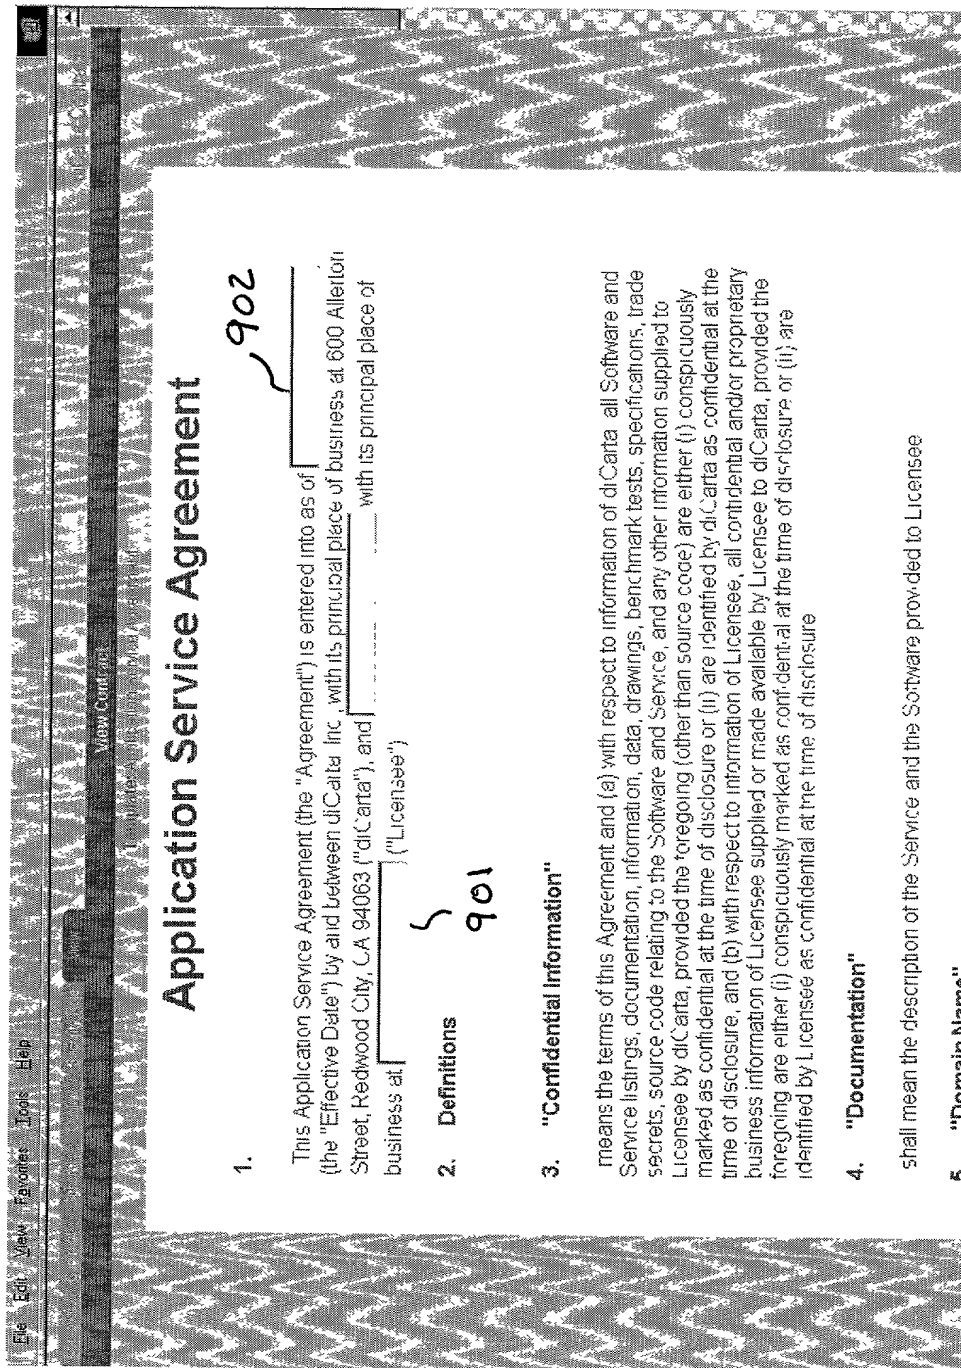 File Edit View Favorites Tools Help
View Contract
Application Service Agreement
902
1.
This Application Service Agreement (the "Agreement") is entered into as of [
(the "Effective Date") by and between diCarta Inc , with its principal place of business at 600 Allerton
Street, Redwood City, CA 94063 ("diCarta"), and [ with its principal place of
business at [ ] ("Licensee")
901
2. Definitions
3. "Confidential Information"
means the terms of this Agreement and (a) with respect to information of diCarta all Software and
Service listings, documentation, information, data, drawings, benchmark tests, specifications, trade
secrets, source code relating to the Software and Service, and any other information supplied to
Licensee by diCarta, provided the foregoing (other than source code) are either (i) conspicuously
marked as confidential at the time of disclosure or (ii) are identified by diCarta as confidential at the
time of disclosure, and (b) with respect to information of Licensee, all confidential and/or proprietary
business information of Licensee supplied or made available by Licensee to diCarta, provided the
foregoing are either (i) conspicuously marked as confidential at the time of disclosure or (ii) are
identified by Licensee as confidential at the time of disclosure
4. "Documentation"
shall mean the description of the Service and the Software provided to Licensee
5. "Domain Name"